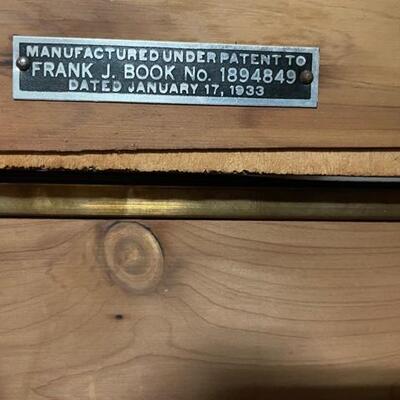 MANUFACTURED UNDER PATENT TO
FRANK J. BOOK No. 1894849
DATED JANUARY 17, 1933